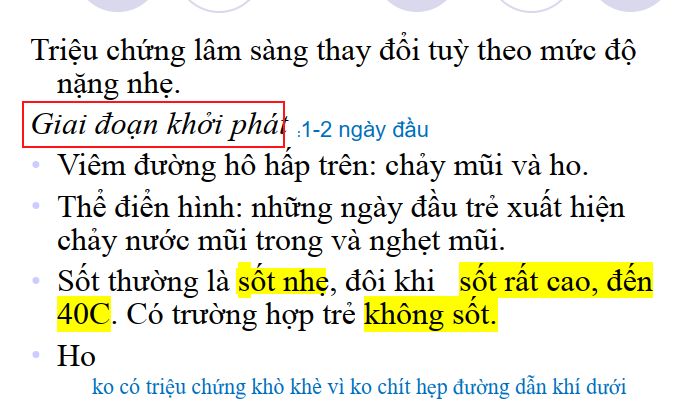 Triệu chứng lâm sàng thay đổi tuỳ theo mức độ
nặng nhẹ.
Giai đoạn khởi phát :1-2 ngày đầu
• Viêm đường hô hấp trên: chảy mũi và ho.
• Thể điển hình: những ngày đầu trẻ xuất hiện
chảy nước mũi trong và nghẹt mũi.
• Sốt thường là sốt nhẹ, đôi khi sốt rất cao, đến
40C. Có trường hợp trẻ không sốt.
• Ho
ko có triệu chứng khò khè vì ko chít hẹp đường dẫn khí dưới